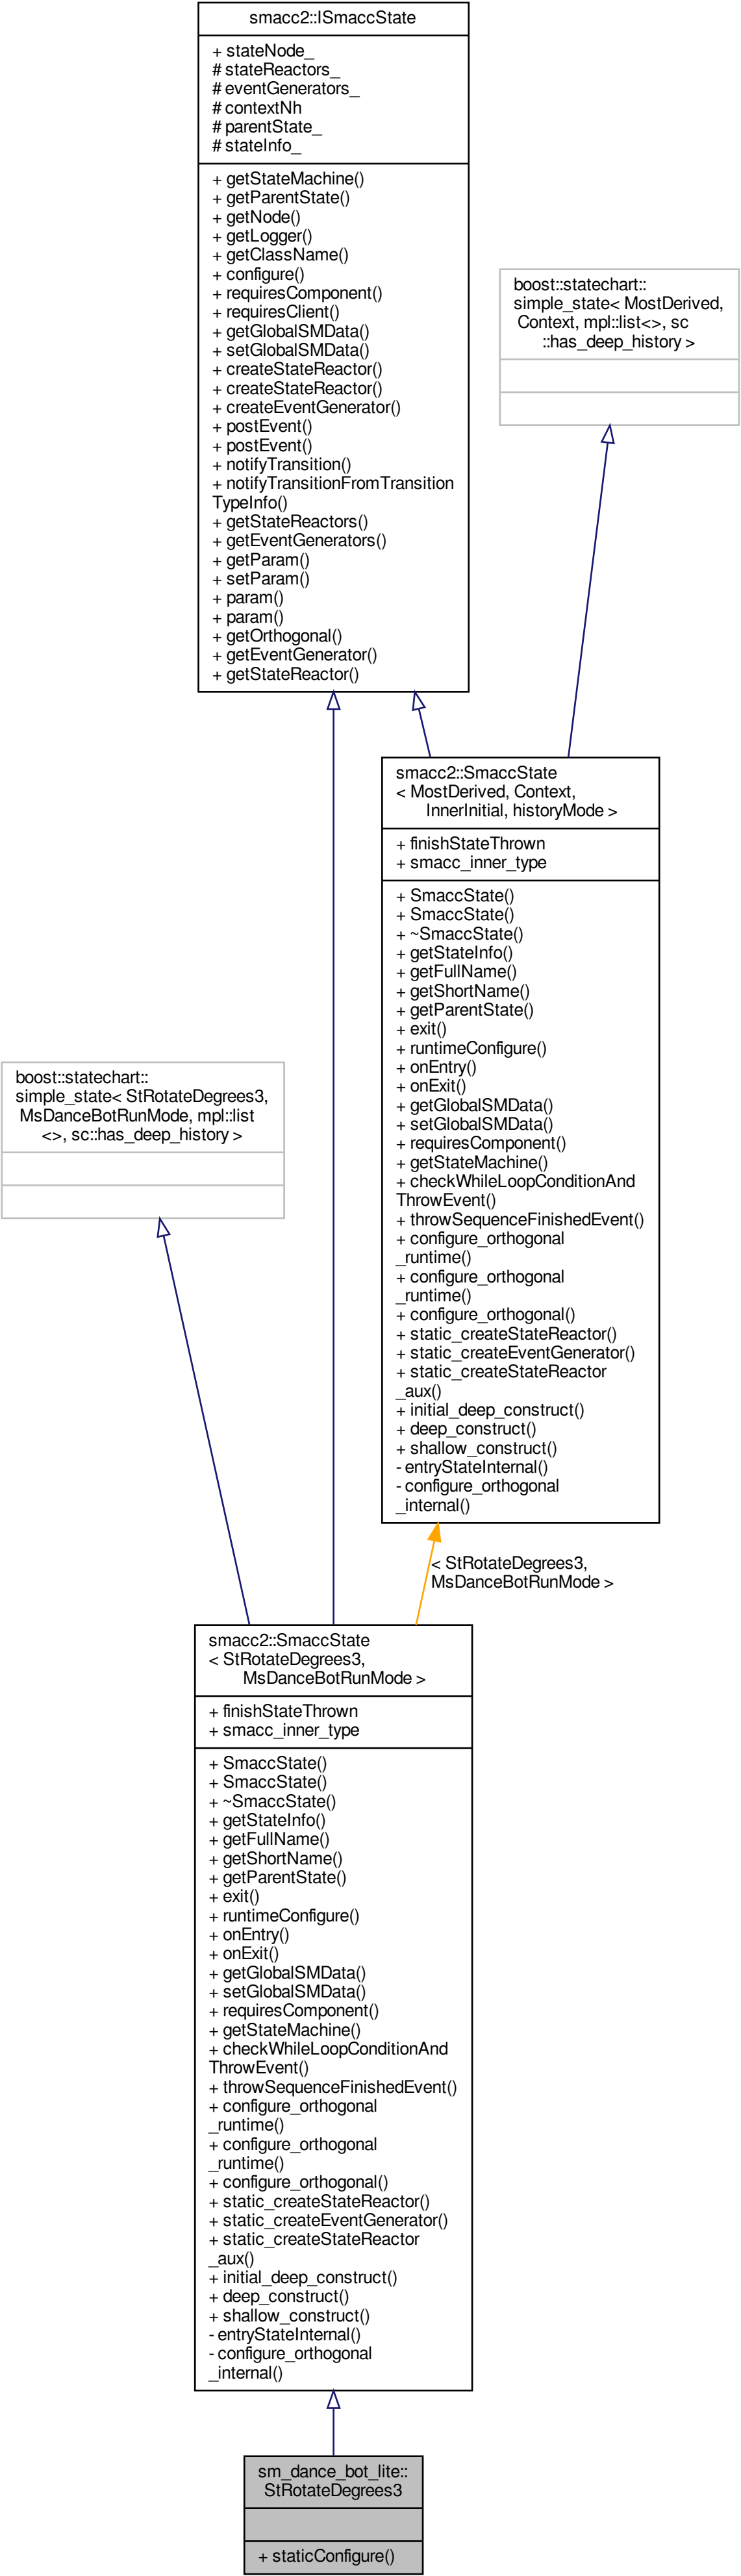 smacc2::ISmaccState
+ stateNode_
# stateReactors_
# eventGenerators_
# contextNh
# parentState_
# stateInfo_
+ getStateMachine()
+ getParentState()
+ getNode()
+ getLogger()
+ getClassName()
+ configure()
+ requiresComponent()
+ requiresClient()
+ getGlobalSMData()
+ setGlobalSMData()
+ createStateReactor()
+ createStateReactor()
+ createEventGenerator()
+ postEvent()
+ postEvent()
+ notifyTransition()
+ notifyTransitionFromTransition
TypeInfo()
+ getStateReactors()
+ getEventGenerators()
+ getParam()
+ setParam()
+ param()
+ param()
+ getOrthogonal()
+ getEventGenerator()
+ getStateReactor()
boost::statechart::
simple_state< MostDerived,
Context, mpl::list<>, sc
::has_deep_history >
smacc2::SmaccState
< MostDerived, Context,
InnerInitial, historyMode >
+ finishStateThrown
+ smacc_inner_type
+ SmaccState()
+ SmaccState()
+ ~SmaccState()
+ getStateInfo()
+ getFullName()
+ getShortName()
+ getParentState()
+ exit()
+ runtimeConfigure()
+ onEntry()
+ onExit()
+ getGlobalSMData()
+ setGlobalSMData()
+ requiresComponent()
+ getStateMachine()
+ checkWhileLoopConditionAnd
ThrowEvent()
+ throwSequenceFinishedEvent()
+ configure_orthogonal
_runtime()
+ configure_orthogonal
_runtime()
+ configure_orthogonal()
+ static_createStateReactor()
+ static_createEventGenerator()
+ static_createStateReactor
_aux()
+ initial_deep_construct()
+ deep_construct()
+ shallow_construct()
- entryStateInternal()
- configure_orthogonal
_internal()
boost::statechart::
simple_state< StRotateDegrees3,
MsDanceBotRunMode, mpl::list
<>, sc::has_deep_history >
< StRotateDegrees3,
MsDanceBotRunMode >
smacc2::SmaccState
< StRotateDegrees3,
MsDanceBotRunMode >
+ finishStateThrown
+ smacc_inner_type
+ SmaccState()
+ SmaccState()
+ ~SmaccState()
+ getStateInfo()
+ getFullName()
+ getShortName()
+ getParentState()
+ exit()
+ runtimeConfigure()
+ onEntry()
+ onExit()
+ getGlobalSMData()
+ setGlobalSMData()
+ requiresComponent()
+ getStateMachine()
+ checkWhileLoopConditionAnd
ThrowEvent()
+ throwSequenceFinishedEvent()
+ configure_orthogonal
_runtime()
+ configure_orthogonal
_runtime()
+ configure_orthogonal()
+ static_createStateReactor()
+ static_createEventGenerator()
+ static_createStateReactor
_aux()
+ initial_deep_construct()
+ deep_construct()
+ shallow_construct()
- entryStateInternal()
- configure_orthogonal
_internal()
sm_dance_bot_lite::
StRotateDegrees3
+ staticConfigure()